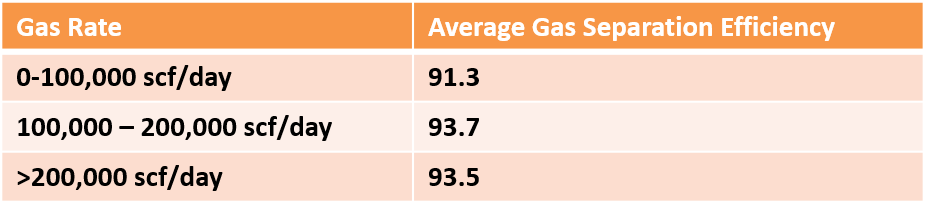 Gas Rate Average Gas Separation Efficiency
0-100,000 scf/day 91.3
100,000 – 200,000 scf/day 93.7
>200,000 scf/day 93.5